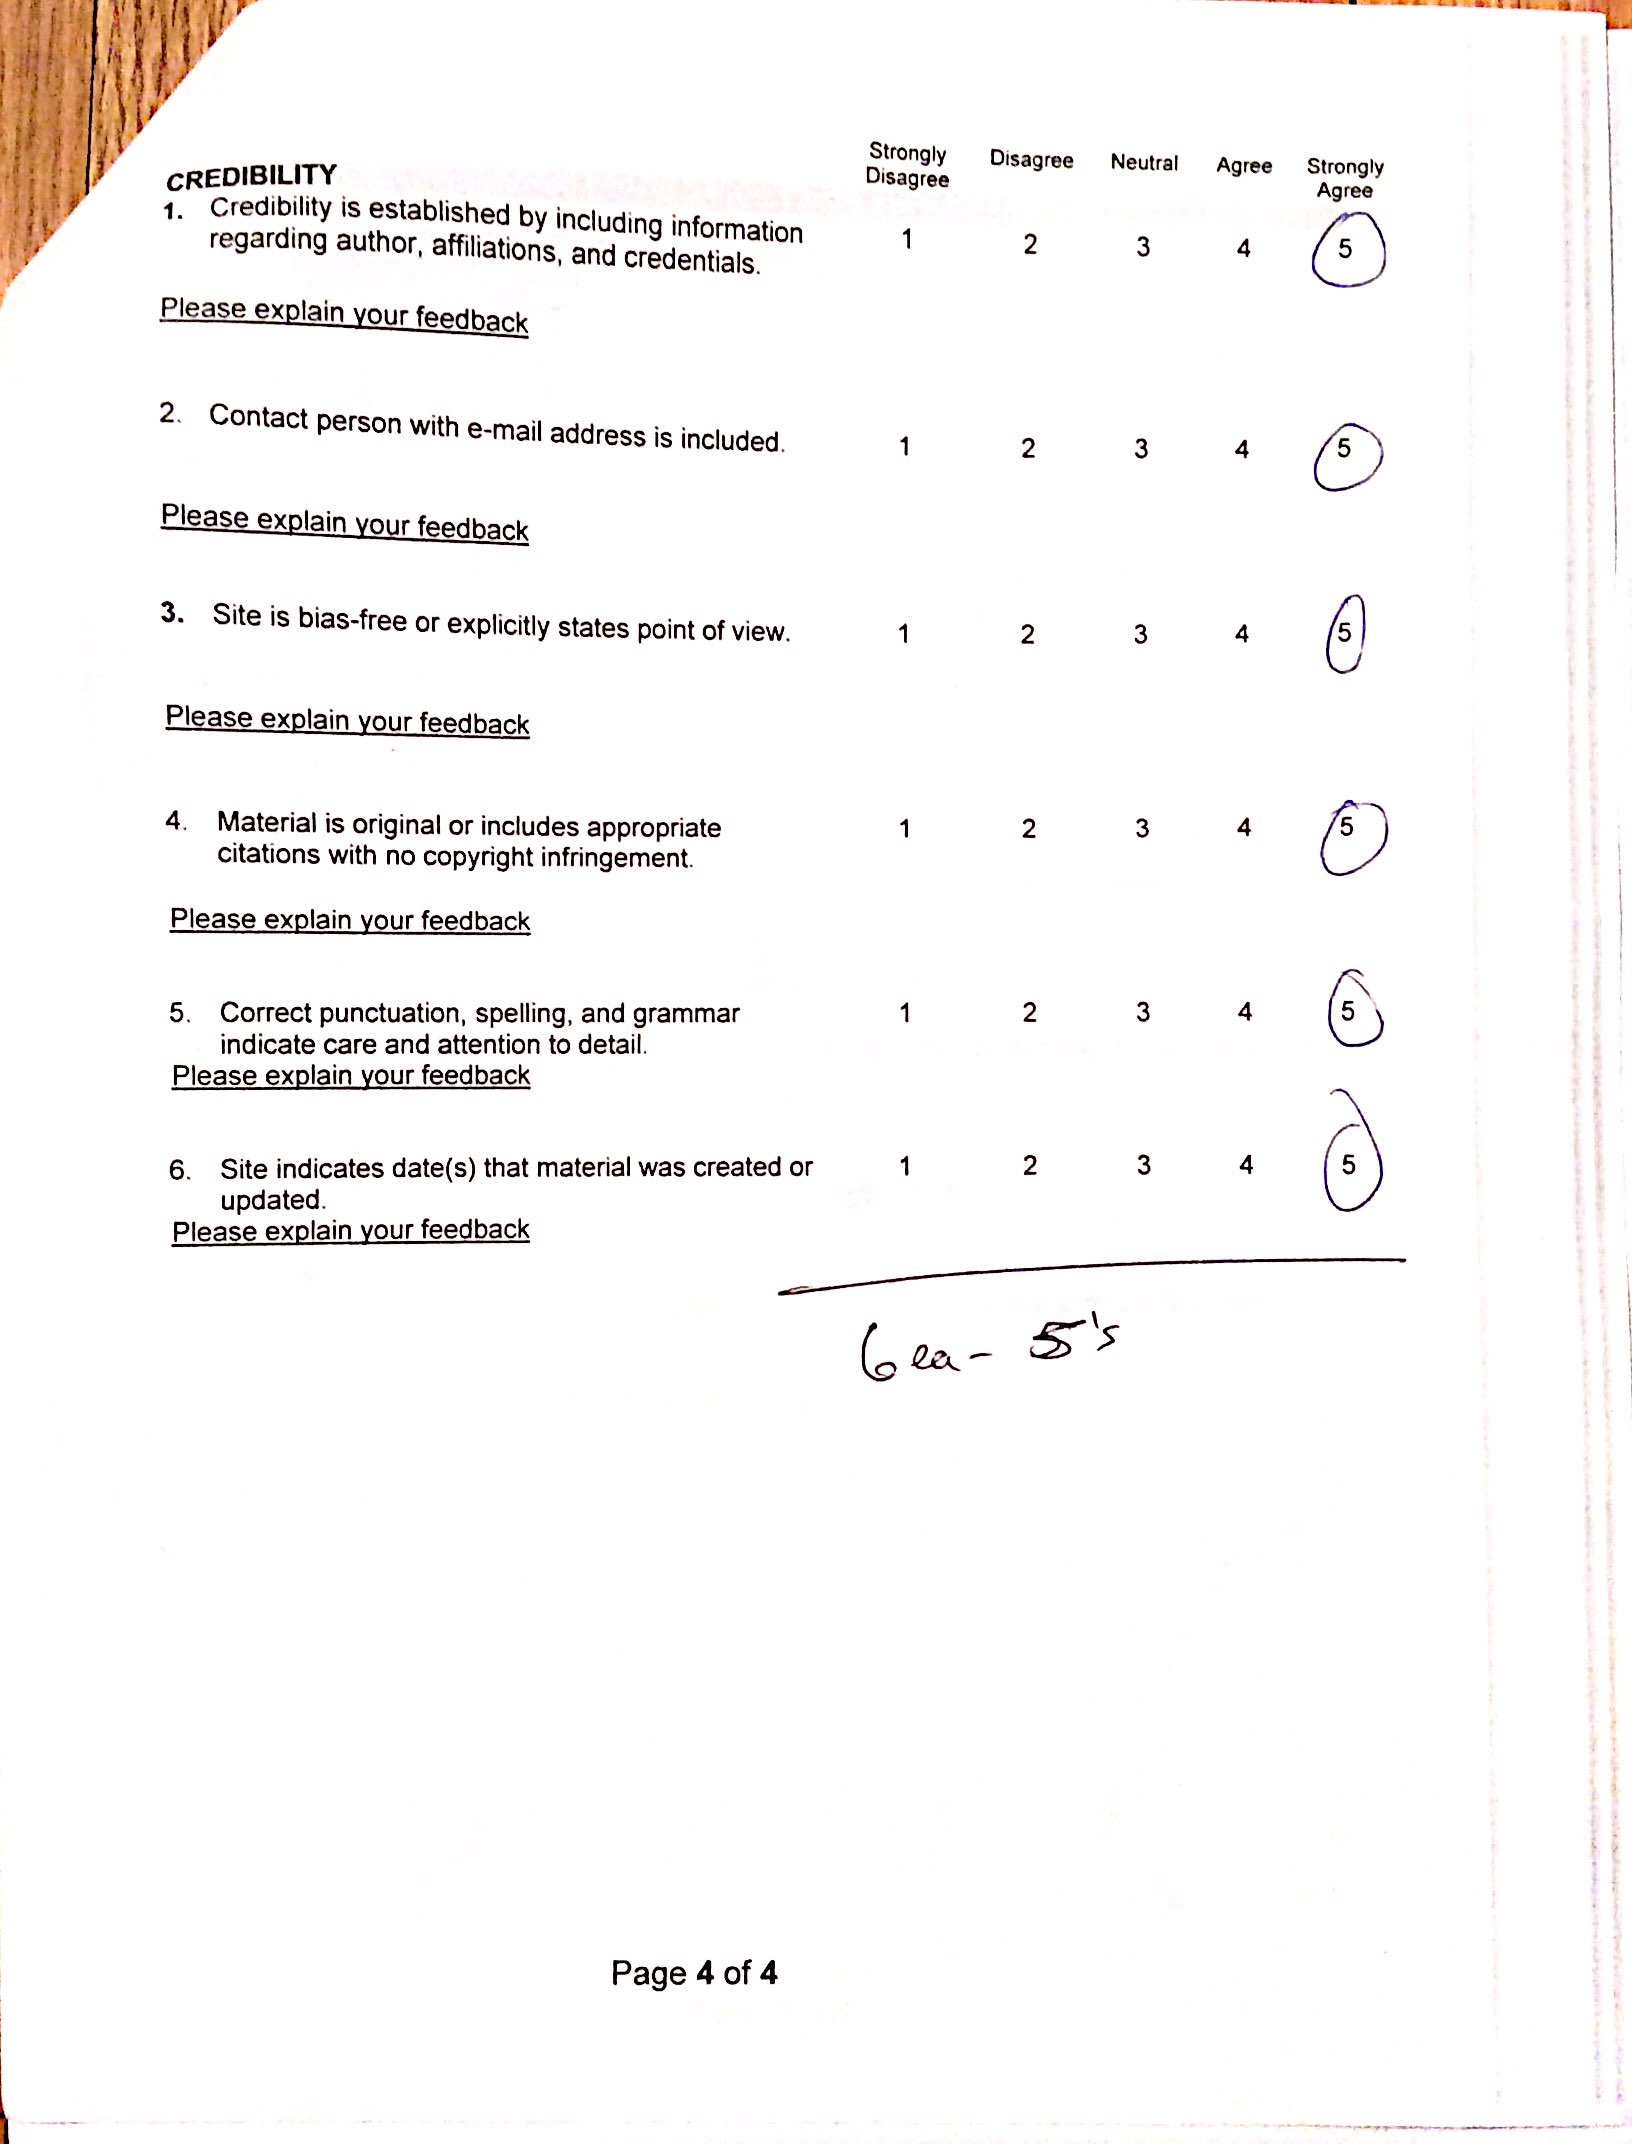 CREDIBILITY
Strongly Disagree Disagree Neutral Agree Strongly Agree
1. Credibility is established by including information 1 2 3 4 5
regarding author, affiliations, and credentials.
Please explain your feedback
2. Contact person with e-mail address is included. 1 2 3 4 5
Please explain your feedback
3. Site is bias-free or explicitly states point of view. 1 2 3 4 5
Please explain your feedback
4. Material is original or includes appropriate 1 2 3 4 5
citations with no copyright infringement.
Please explain your feedback
5. Correct punctuation, spelling, and grammar 1 2 3 4 5
indicate care and attention to detail.
Please explain your feedback
6. Site indicates date(s) that material was created or 1 2 3 4 5
updated.
Please explain your feedback
6 ea - 5's
Page 4 of 4